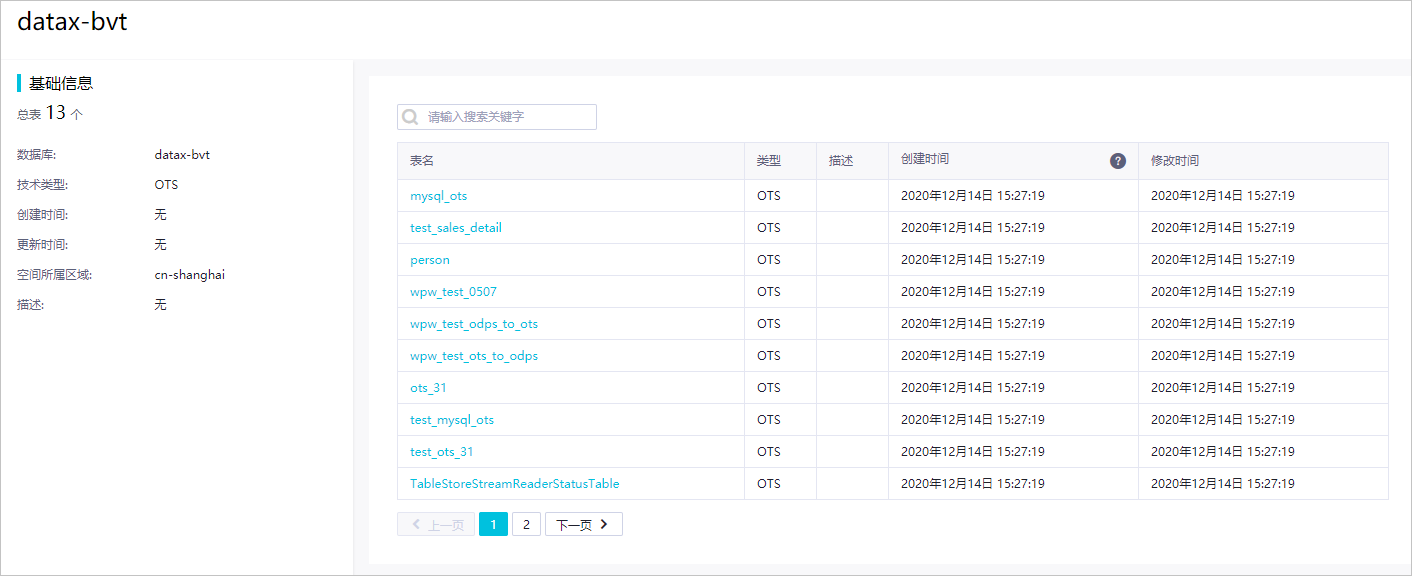 datax-bvt
基础信息
总表 13 个
数据库: datax-bvt
技术类型: OTS
创建时间: 无
更新时间: 无
空间所属区域: cn-shanghai
描述: 无
请输入搜索关键字
表名 类型 描述 创建时间 ? 修改时间
mysql_ots OTS 2020年12月14日 15:27:19 2020年12月14日 15:27:19
test_sales_detail OTS 2020年12月14日 15:27:19 2020年12月14日 15:27:19
person OTS 2020年12月14日 15:27:19 2020年12月14日 15:27:19
wpw_test_0507 OTS 2020年12月14日 15:27:19 2020年12月14日 15:27:19
wpw_test_odps_to_ots OTS 2020年12月14日 15:27:19 2020年12月14日 15:27:19
wpw_test_ots_to_odps OTS 2020年12月14日 15:27:19 2020年12月14日 15:27:19
ots_31 OTS 2020年12月14日 15:27:19 2020年12月14日 15:27:19
test_mysql_ots OTS 2020年12月14日 15:27:19 2020年12月14日 15:27:19
test_ots_31 OTS 2020年12月14日 15:27:19 2020年12月14日 15:27:19
TableStoreStreamReaderStatusTable OTS 2020年12月14日 15:27:19 2020年12月14日 15:27:19
上一页 1 2 下一页